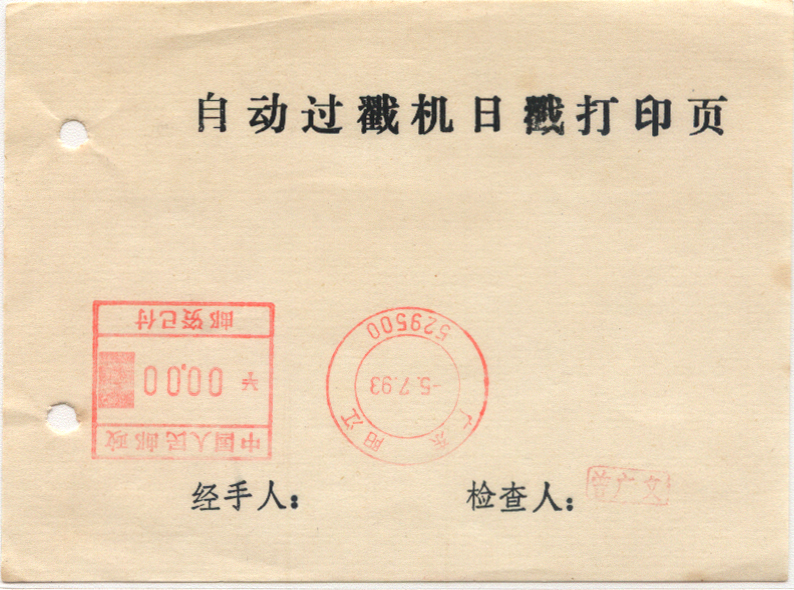 自动过戳机日戳打印页
中国人民邮政
¥ 00.00
邮资已付
广东 阳江
-5.7.93
529500
经手人：
检查人：
曾广文